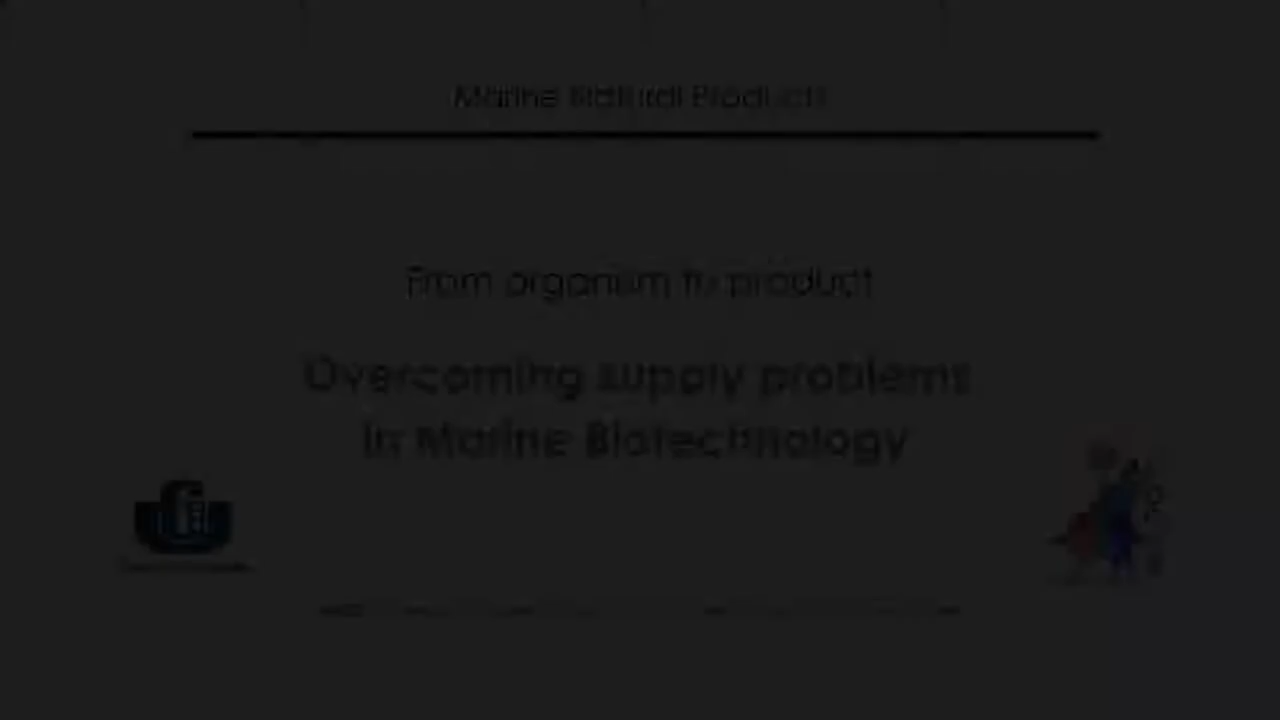 Marine Natural Products
From organism to product
Overcoming supply problems
in Marine Biotechnology